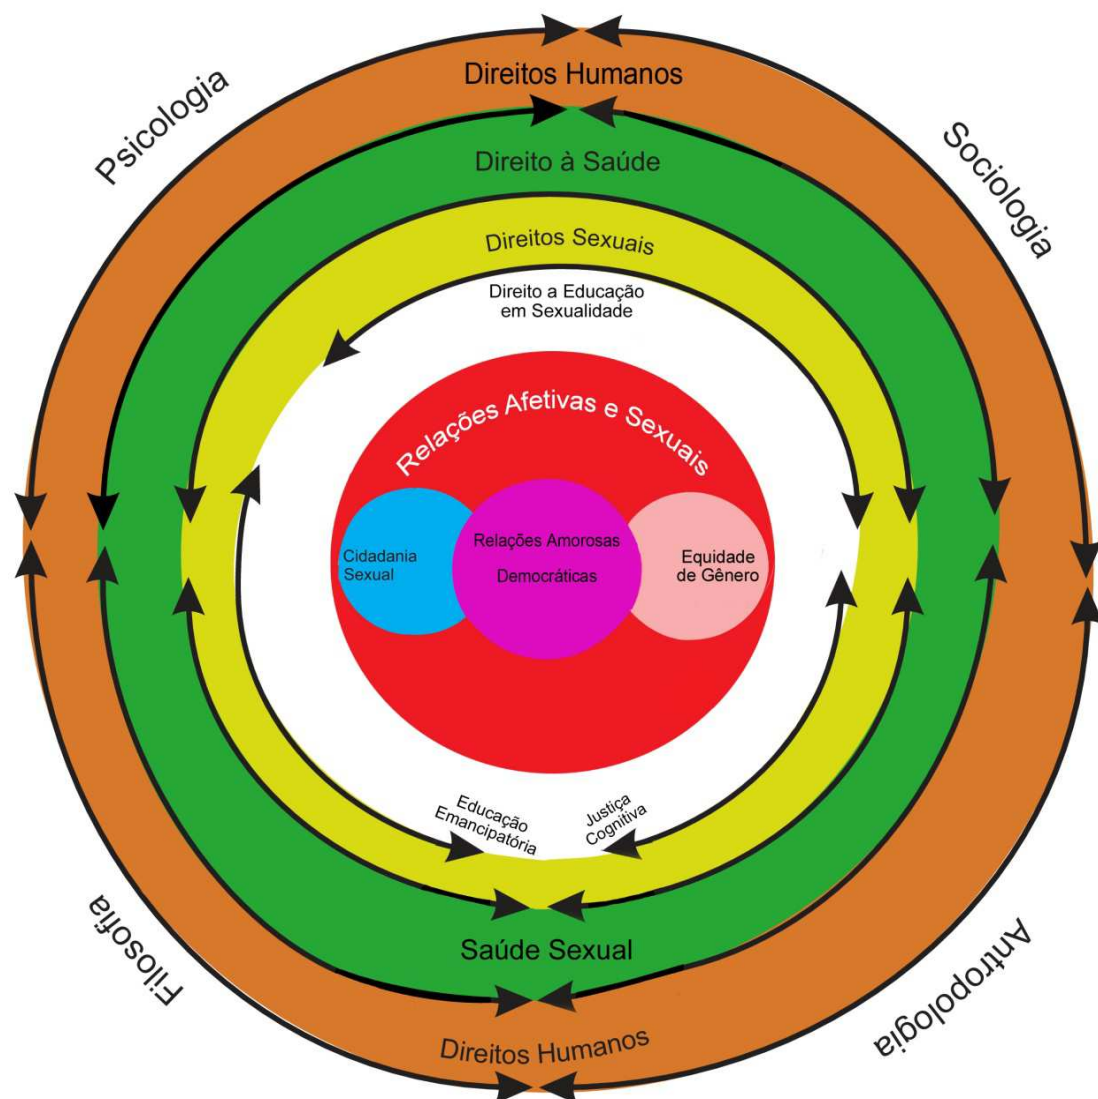 Direitos Humanos
Psicologia
Sociologia
Direito à Saúde
Direitos Sexuais
Direito a Educação
em Sexualidade
Relações Afetivas e Sexuais
Cidadania
Sexual
Relações Amorosas
Democráticas
Equidade
de Gênero
Educação
Emancipatória
Justiça
Cognitiva
Filosofia
Saúde Sexual
Antropologia
Direitos Humanos